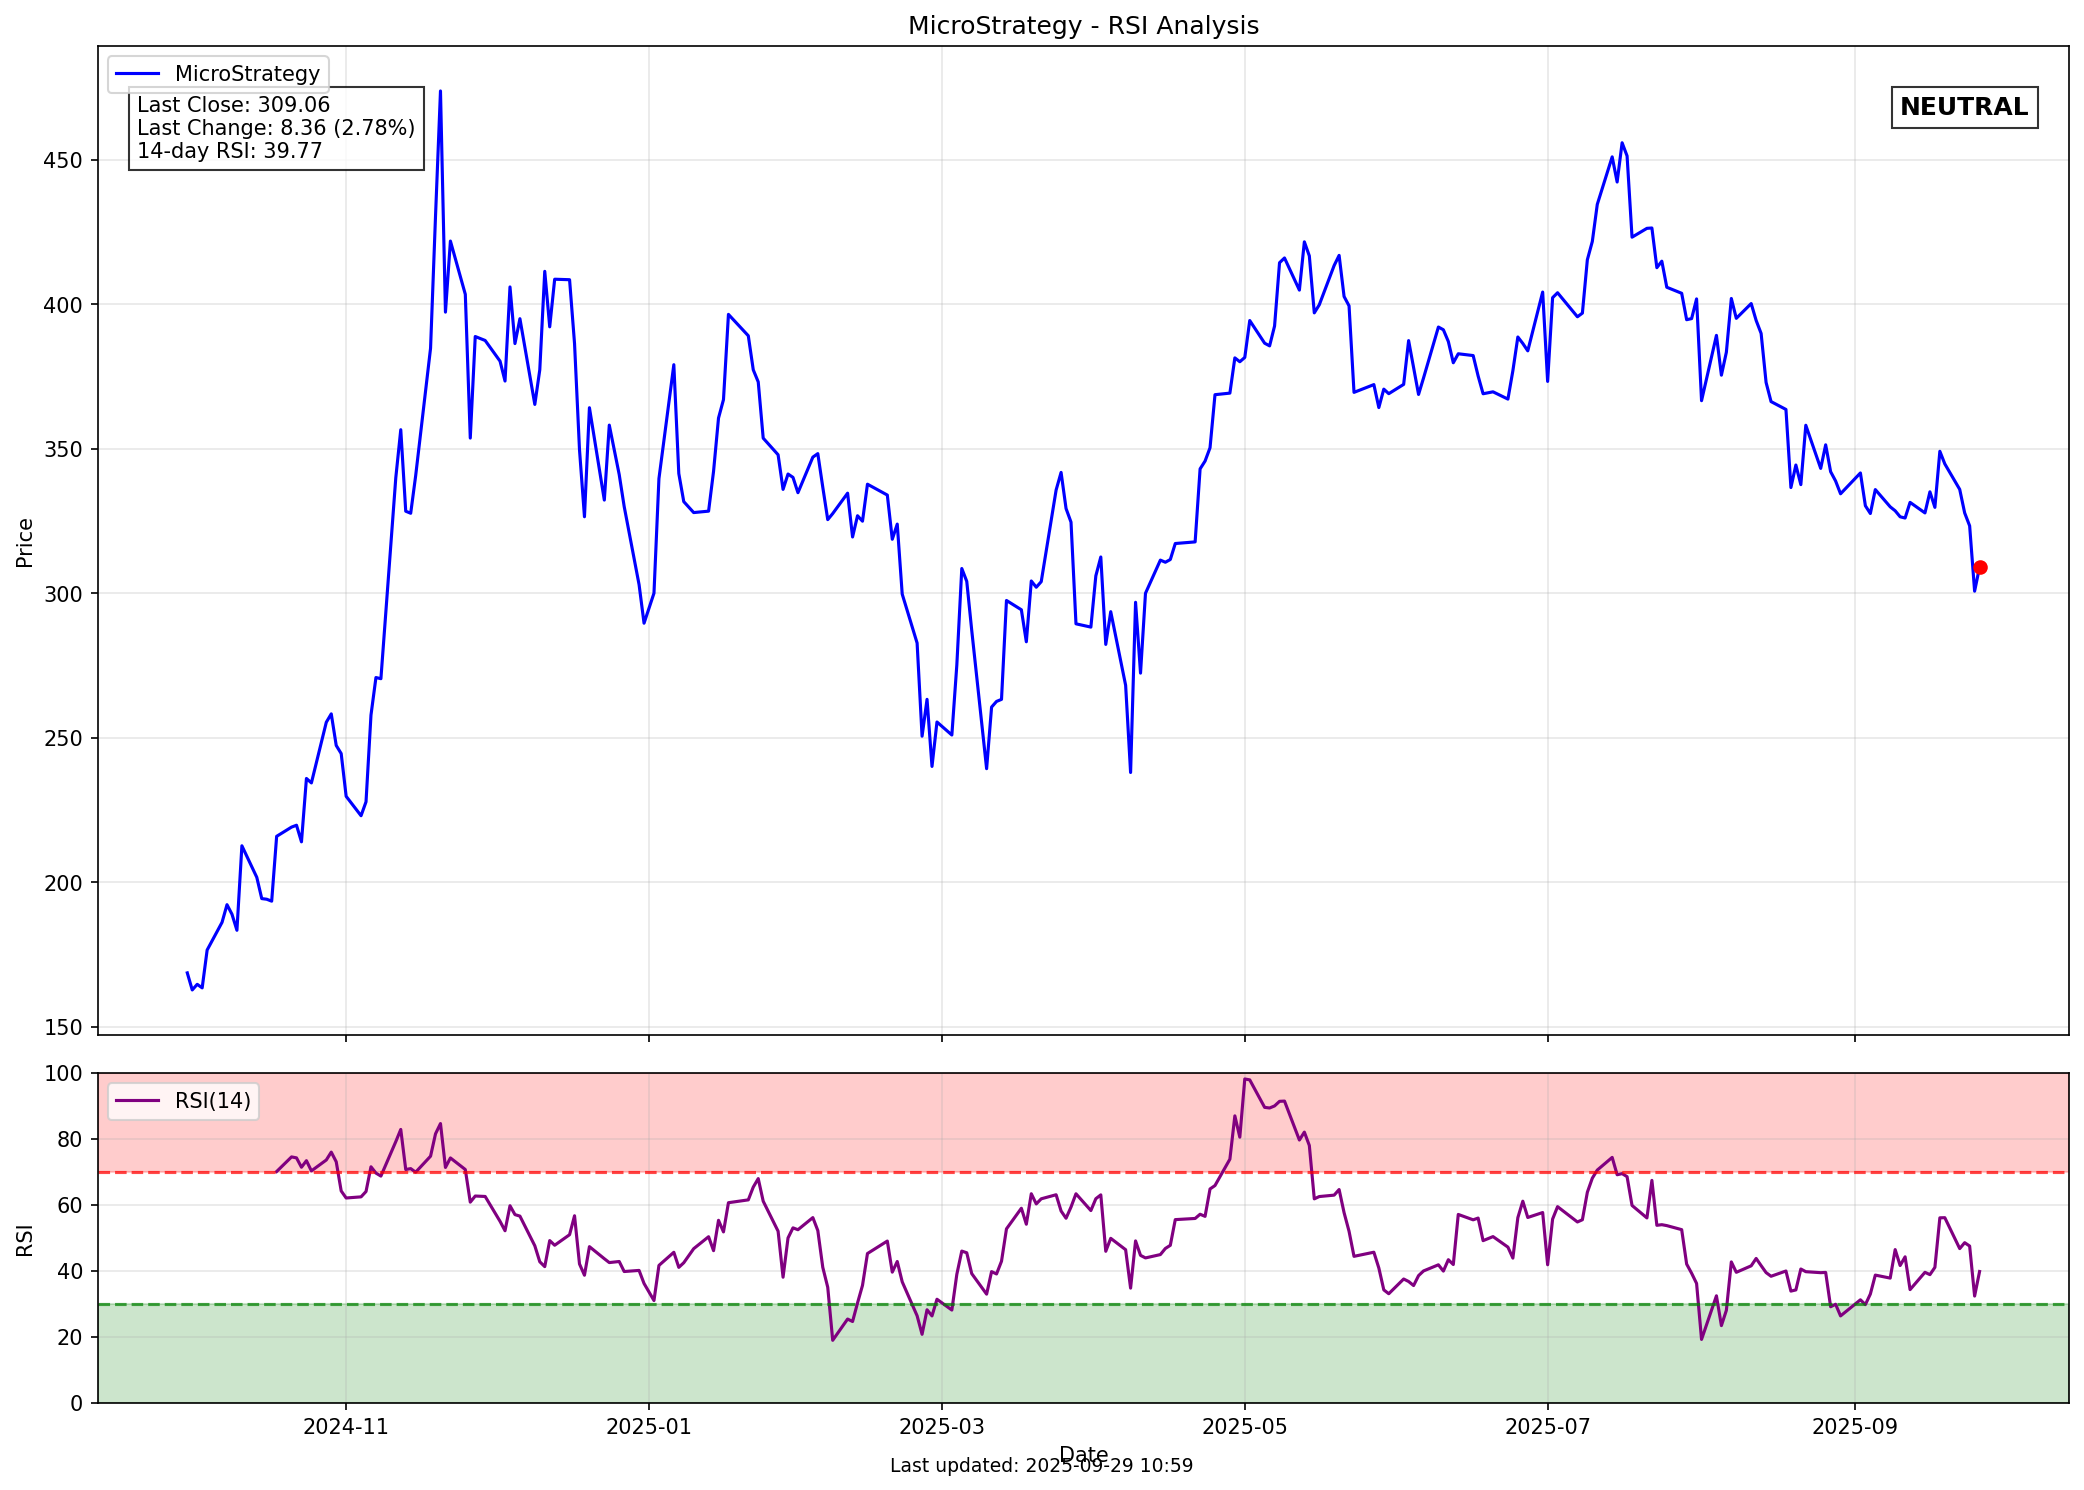 MicroStrategy - RSI Analysis
MicroStrategy
Last Close: 309.06
Last Change: 8.36 (2.78%)
14-day RSI: 39.77
NEUTRAL
Price
450
400
350
300
250
200
150
RSI(14)
RSI
100
80
60
40
20
0
2024-11
2025-01
2025-03
2025-05
2025-07
2025-09
Date
Last updated: 2025-09-29 10:59